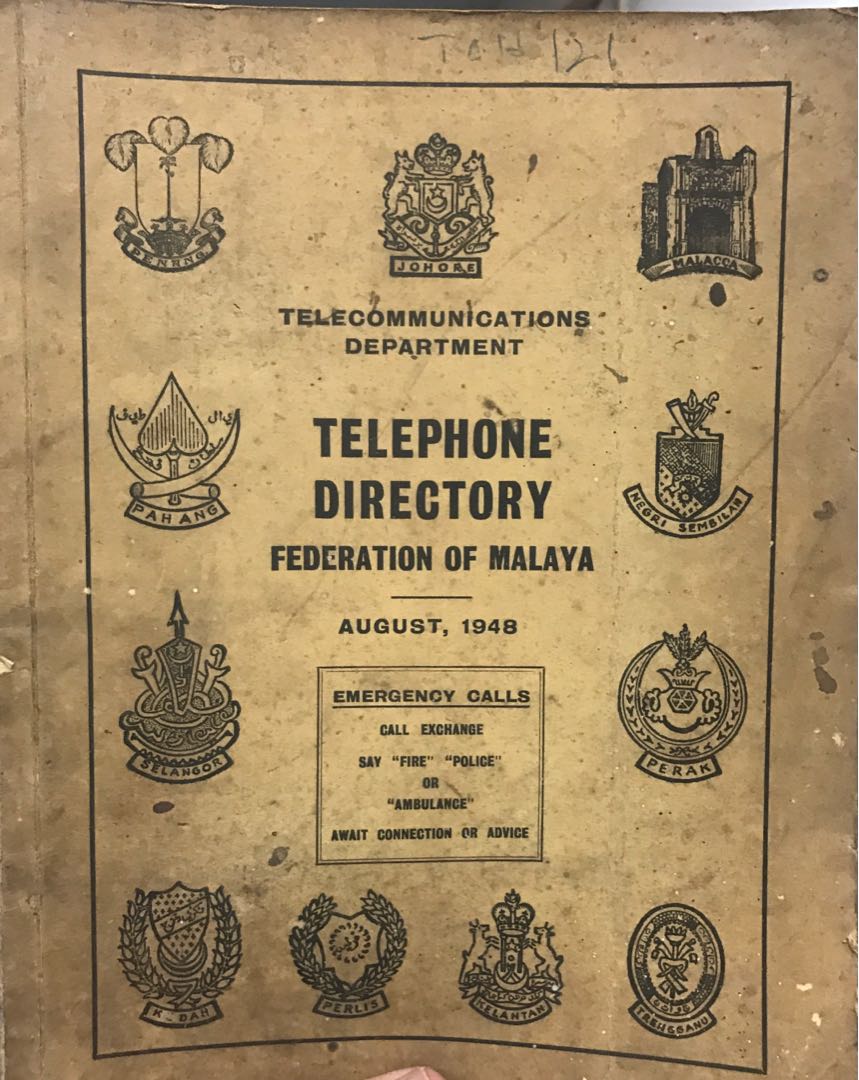 PENANG
JOHORE
MALACCA
TELECOMMUNICATIONS
DEPARTMENT
TELEPHONE
DIRECTORY
FEDERATION OF MALAYA
PAHANG
NEGRI SEMBILAN
AUGUST, 1948
EMERGENCY CALLS
CALL EXCHANGE
SAY "FIRE" "POLICE"
OR
"AMBULANCE"
AWAIT CONNECTION OR ADVICE
SELANGOR
PERAK
K DAH
PERLIS
KELANTAN
TRENGGANU